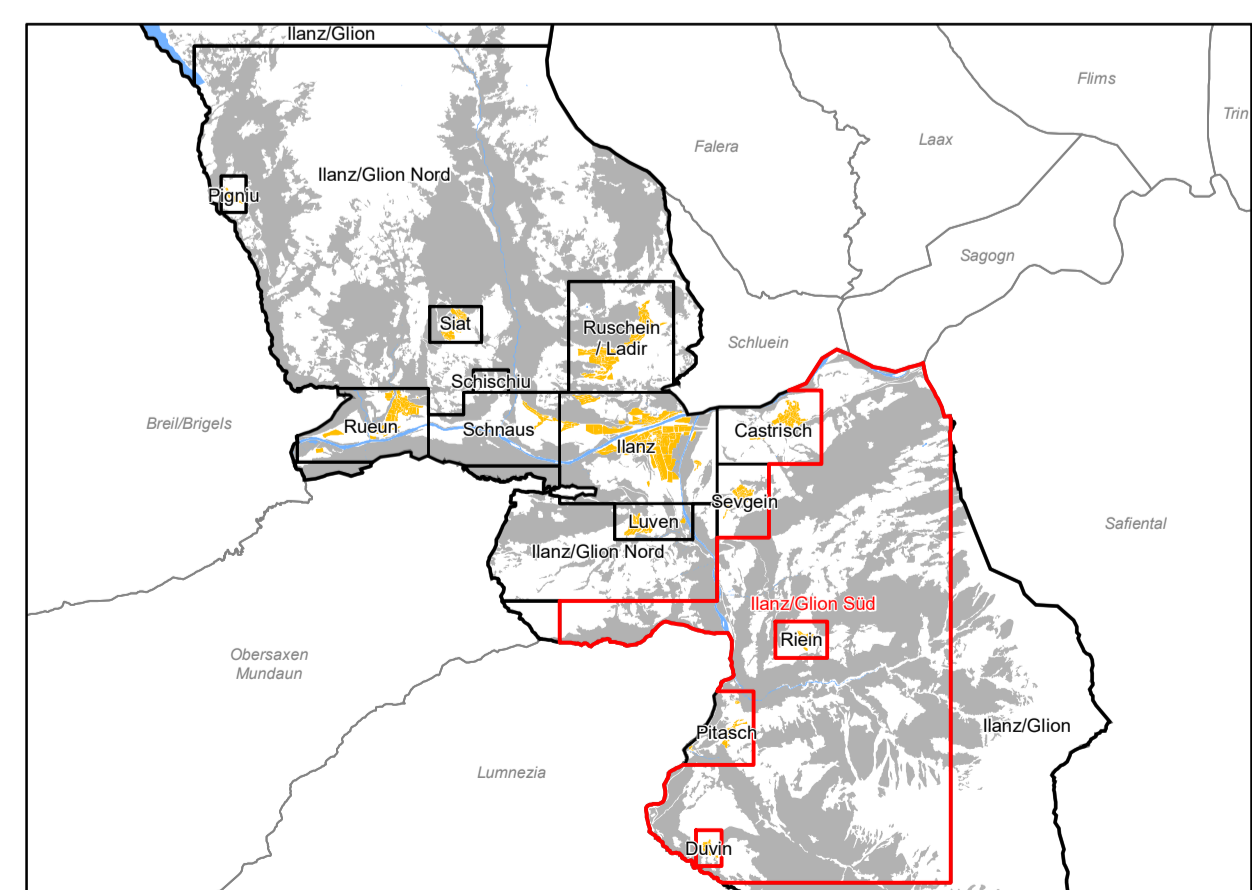 Ilanz/Glion
Flims
Trin
Falera
Laax
Ilanz/Glion Nord
Pigniu
Sagogn
Siat
Ruschein
/ Ladir
Schluein
Schischiu
Breil/Brigels
Rueun
Schnaus
Ilanz
Castrisch
Sevgein
Luven
Safiental
Ilanz/Glion Nord
Ilanz/Glion Süd
Riein
Obersaxen
Mundaun
Pitasch
Ilanz/Glion
Lumnezia
Duvin